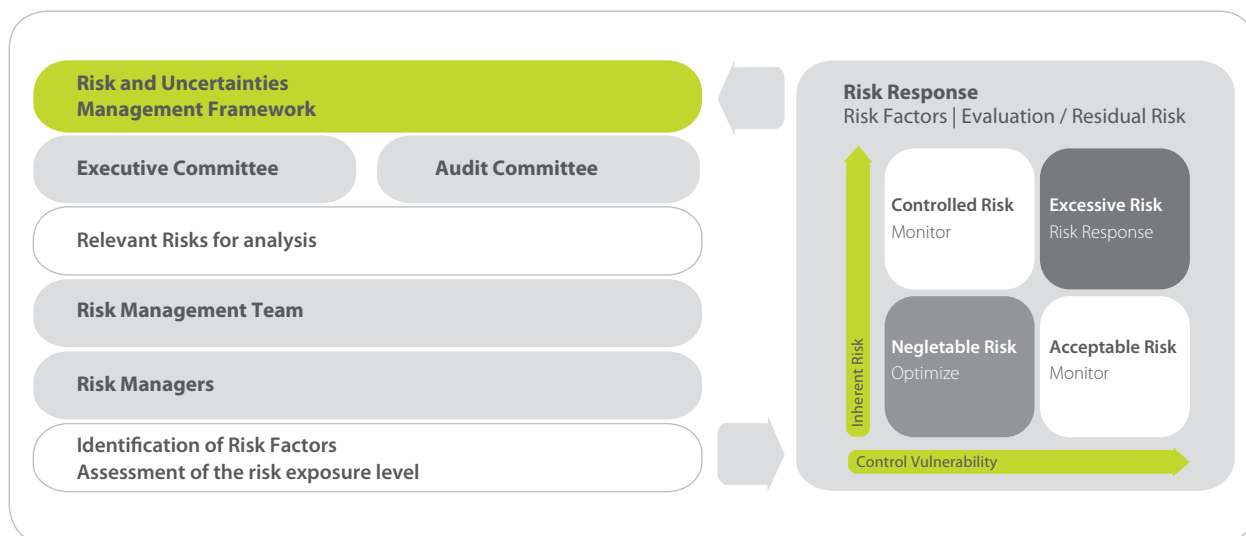 Risk and Uncertainties
Management Framework
Executive Committee
Audit Committee
Relevant Risks for analysis
Risk Management Team
Risk Managers
Identification of Risk Factors
Assessment of the risk exposure level
Risk Response
Risk Factors | Evaluation / Residual Risk
Inherent Risk
Controlled Risk
Monitor
Excessive Risk
Risk Response
Negletable Risk
Optimize
Acceptable Risk
Monitor
Control Vulnerability